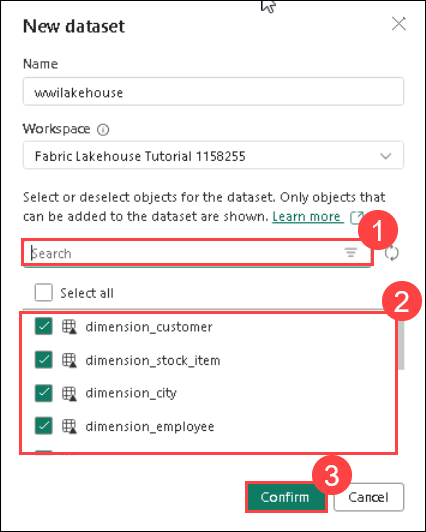 New dataset
Name
wwilakehouse
Workspace
Fabric Lakehouse Tutorial 1158255
Select or deselect objects for the dataset. Only objects that
can be added to the dataset are shown. Learn more
1
Search
Select all
2
dimension_customer
dimension_stock_item
dimension_city
dimension_employee
3
Confirm
Cancel